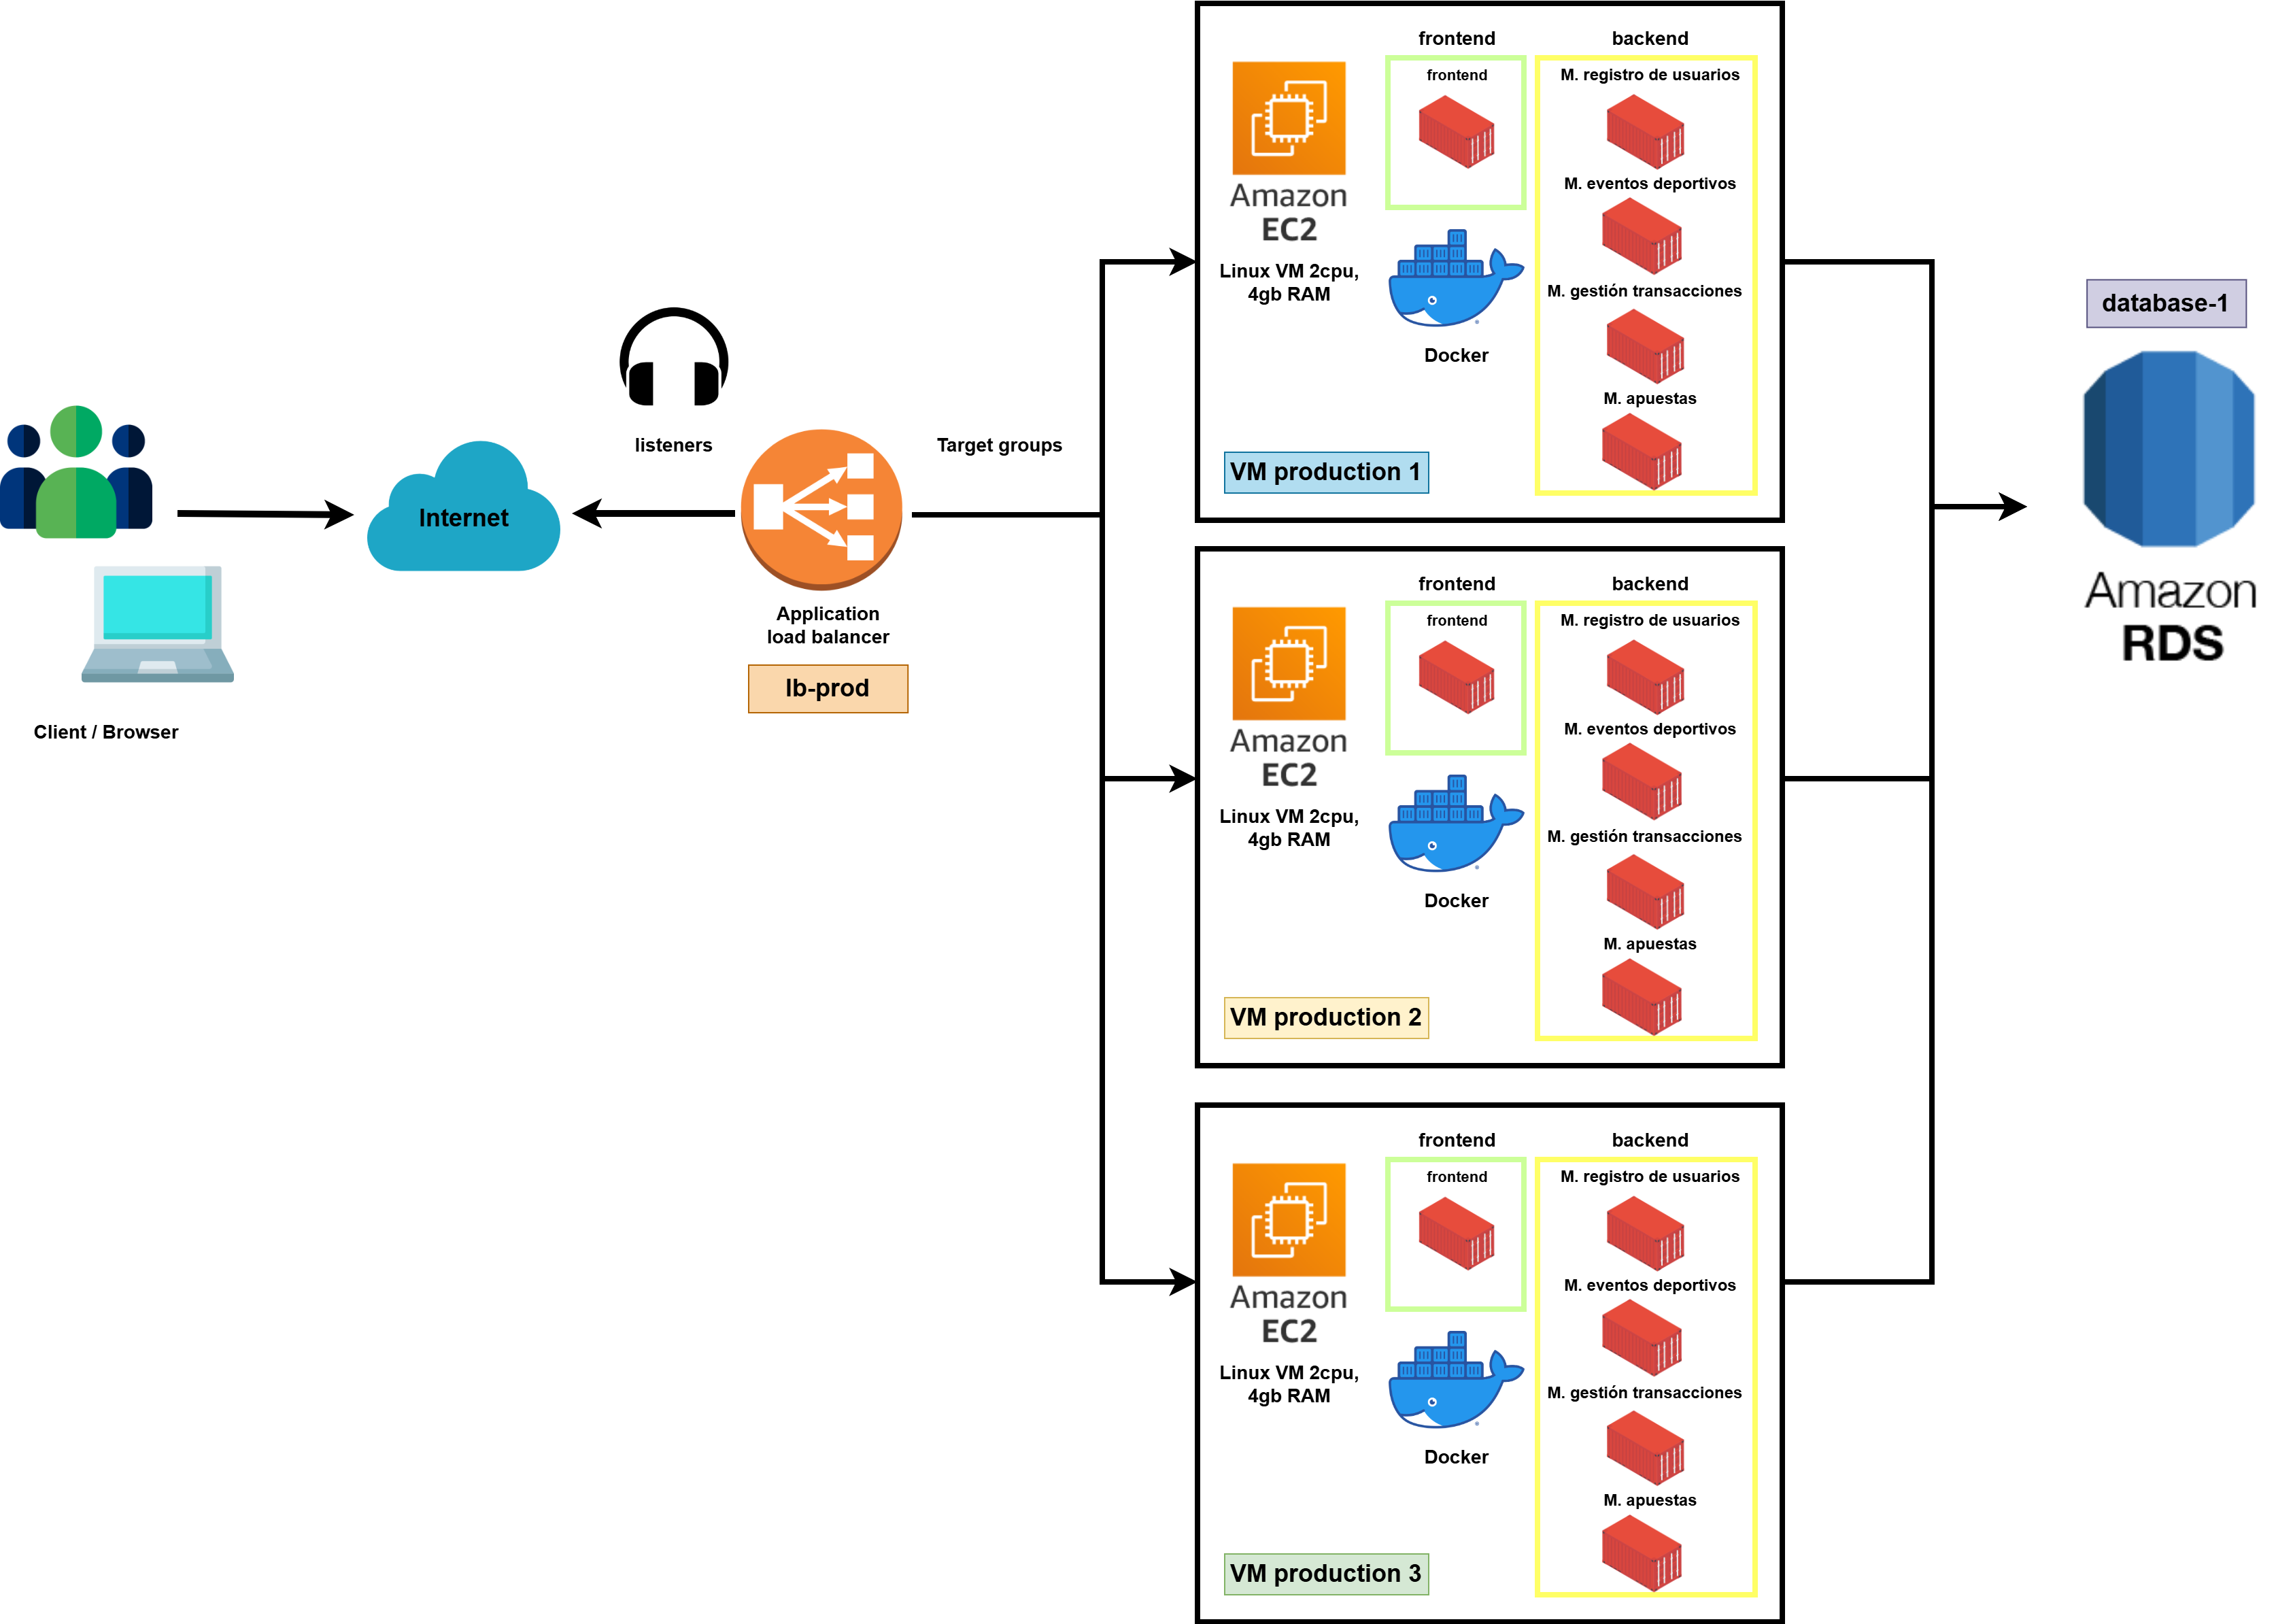 Client / Browser
Internet
listeners
Application
load balancer
lb-prod
Target groups
frontend
backend
frontend
M. registro de usuarios
Amazon
EC2
Linux VM 2cpu,
4gb RAM
M. eventos deportivos
M. gestión transacciones
Docker
M. apuestas
VM production 1
frontend
backend
frontend
M. registro de usuarios
Amazon
EC2
Linux VM 2cpu,
4gb RAM
M. eventos deportivos
M. gestión transacciones
Docker
M. apuestas
VM production 2
frontend
backend
frontend
M. registro de usuarios
Amazon
EC2
Linux VM 2cpu,
4gb RAM
M. eventos deportivos
M. gestión transacciones
Docker
M. apuestas
VM production 3
database-1
Amazon
RDS